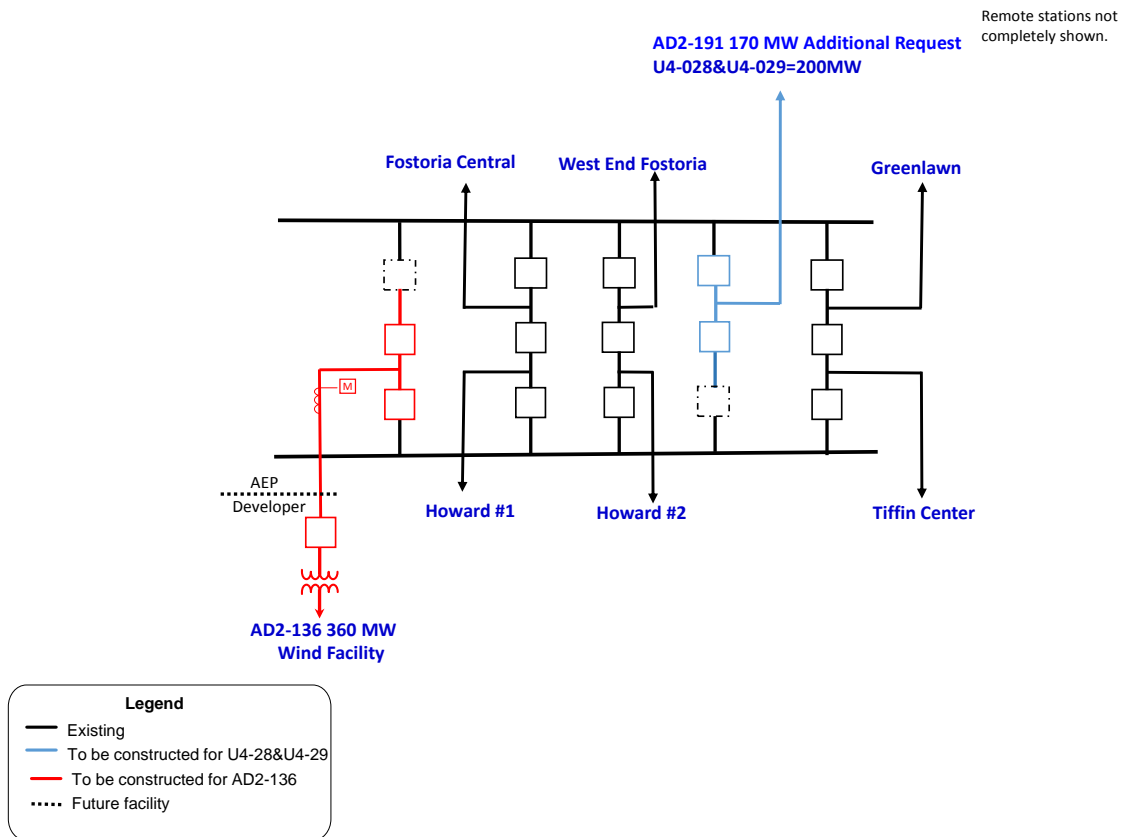 Remote stations not
completely shown.
AD2-191 170 MW Additional Request
U4-028&U4-029=200MW
Fostoria Central
West End Fostoria
Greenlawn
M
AEP
Developer
Howard #1
Howard #2
Tiffin Center
AD2-136 360 MW
Wind Facility
Legend
Existing
To be constructed for U4-28&U4-29
To be constructed for AD2-136
Future facility